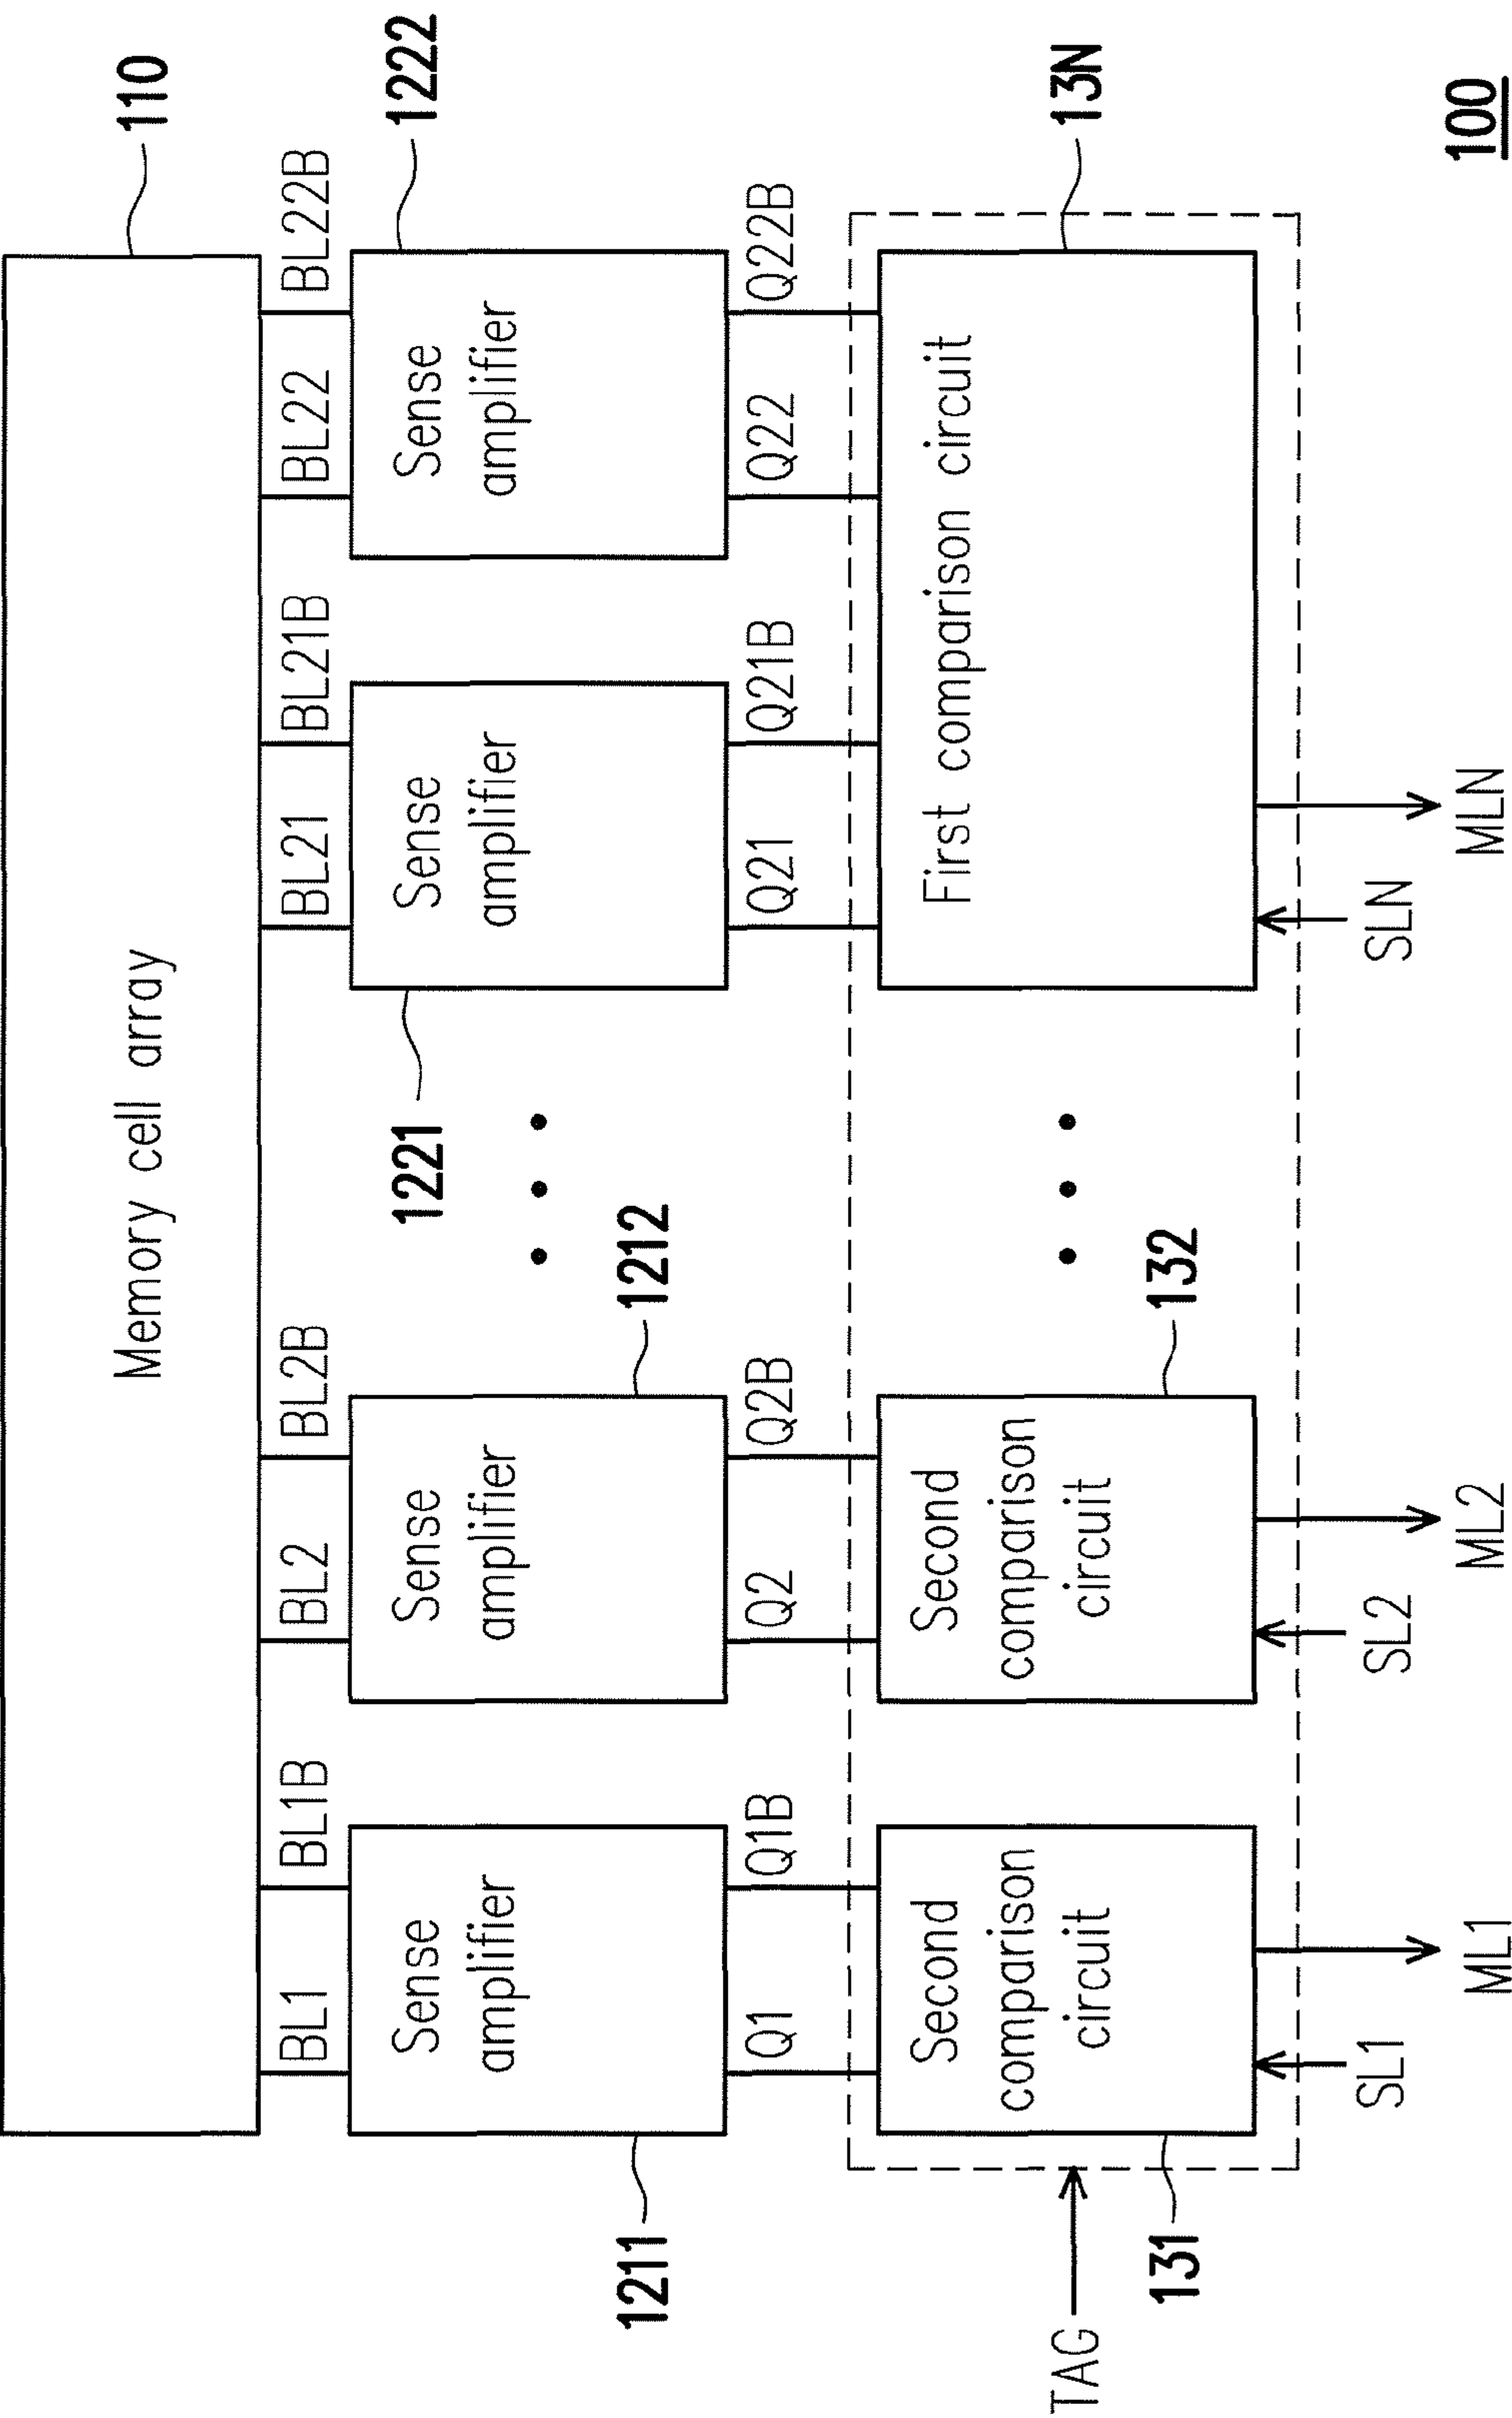 110
Memory cell array
BL1
BL1B
BL2
BL2B
BL21
BL21B
BL22
BL22B
1211
Sense
amplifier
1212
Sense
amplifier
1221
Sense
amplifier
1222
Sense
amplifier
Q1
Q1B
Q2
Q2B
Q21
Q21B
Q22
Q22B
TAG
131
Second
comparison
circuit
132
Second
comparison
circuit
13N
First comparison circuit
SL1
ML1
SL2
ML2
SLN
MLN
100